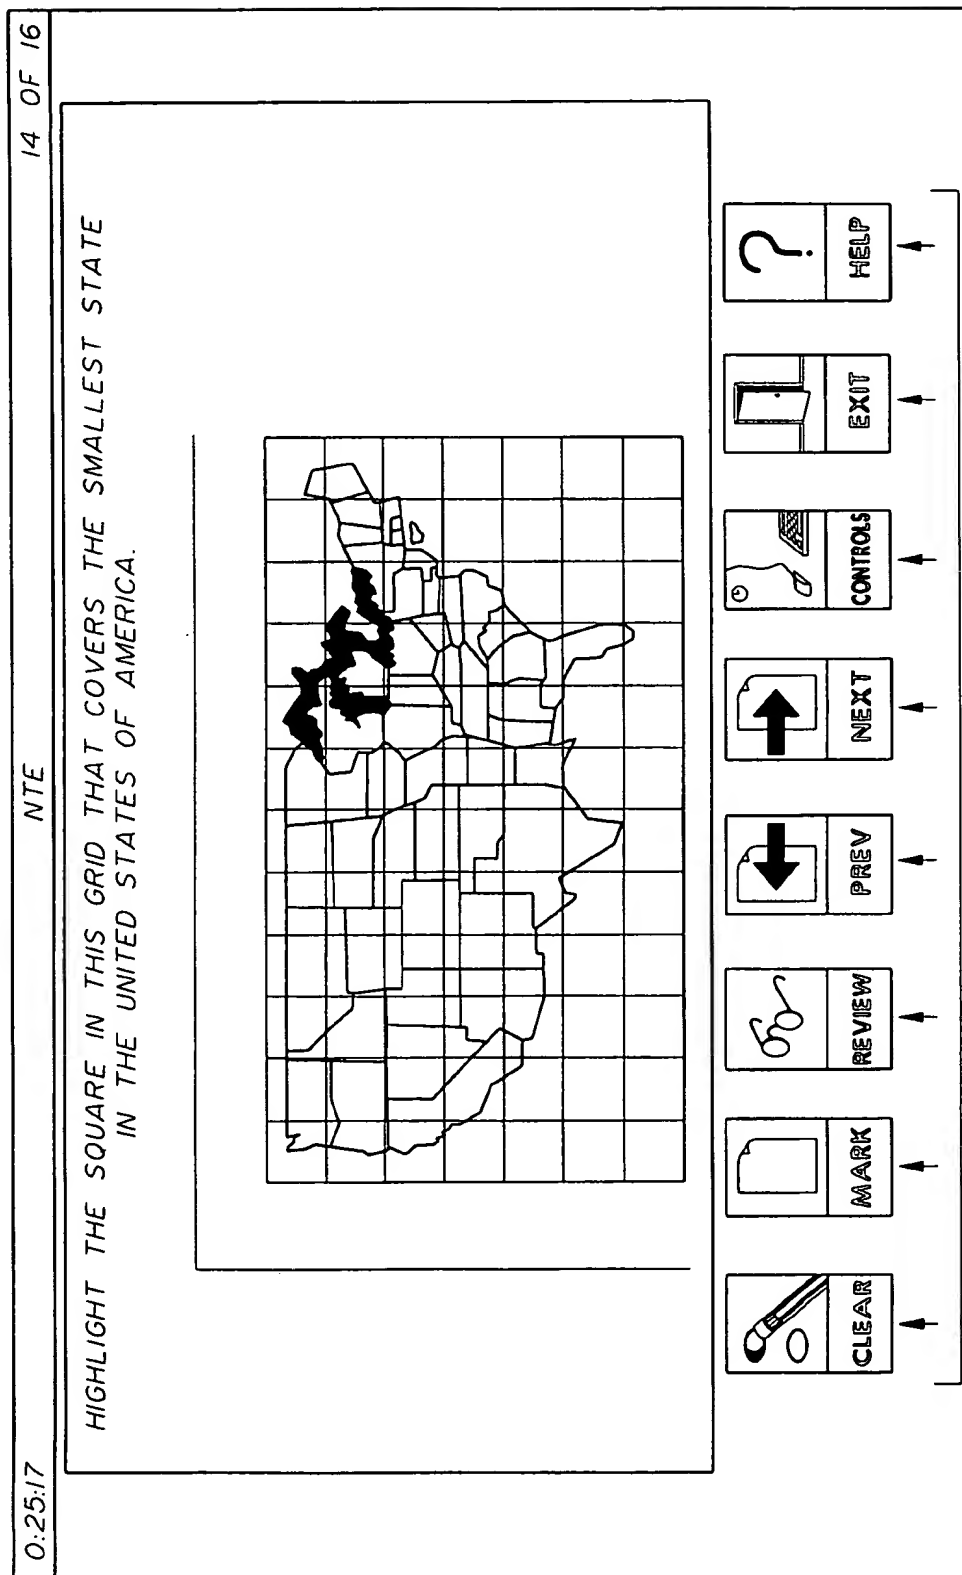 0:25:17 NTE 14 OF 16
HIGHLIGHT THE SQUARE IN THIS GRID THAT COVERS THE SMALLEST STATE
IN THE UNITED STATES OF AMERICA.
CLEAR MARK REVIEW PREV NEXT CONTROLS EXIT HELP